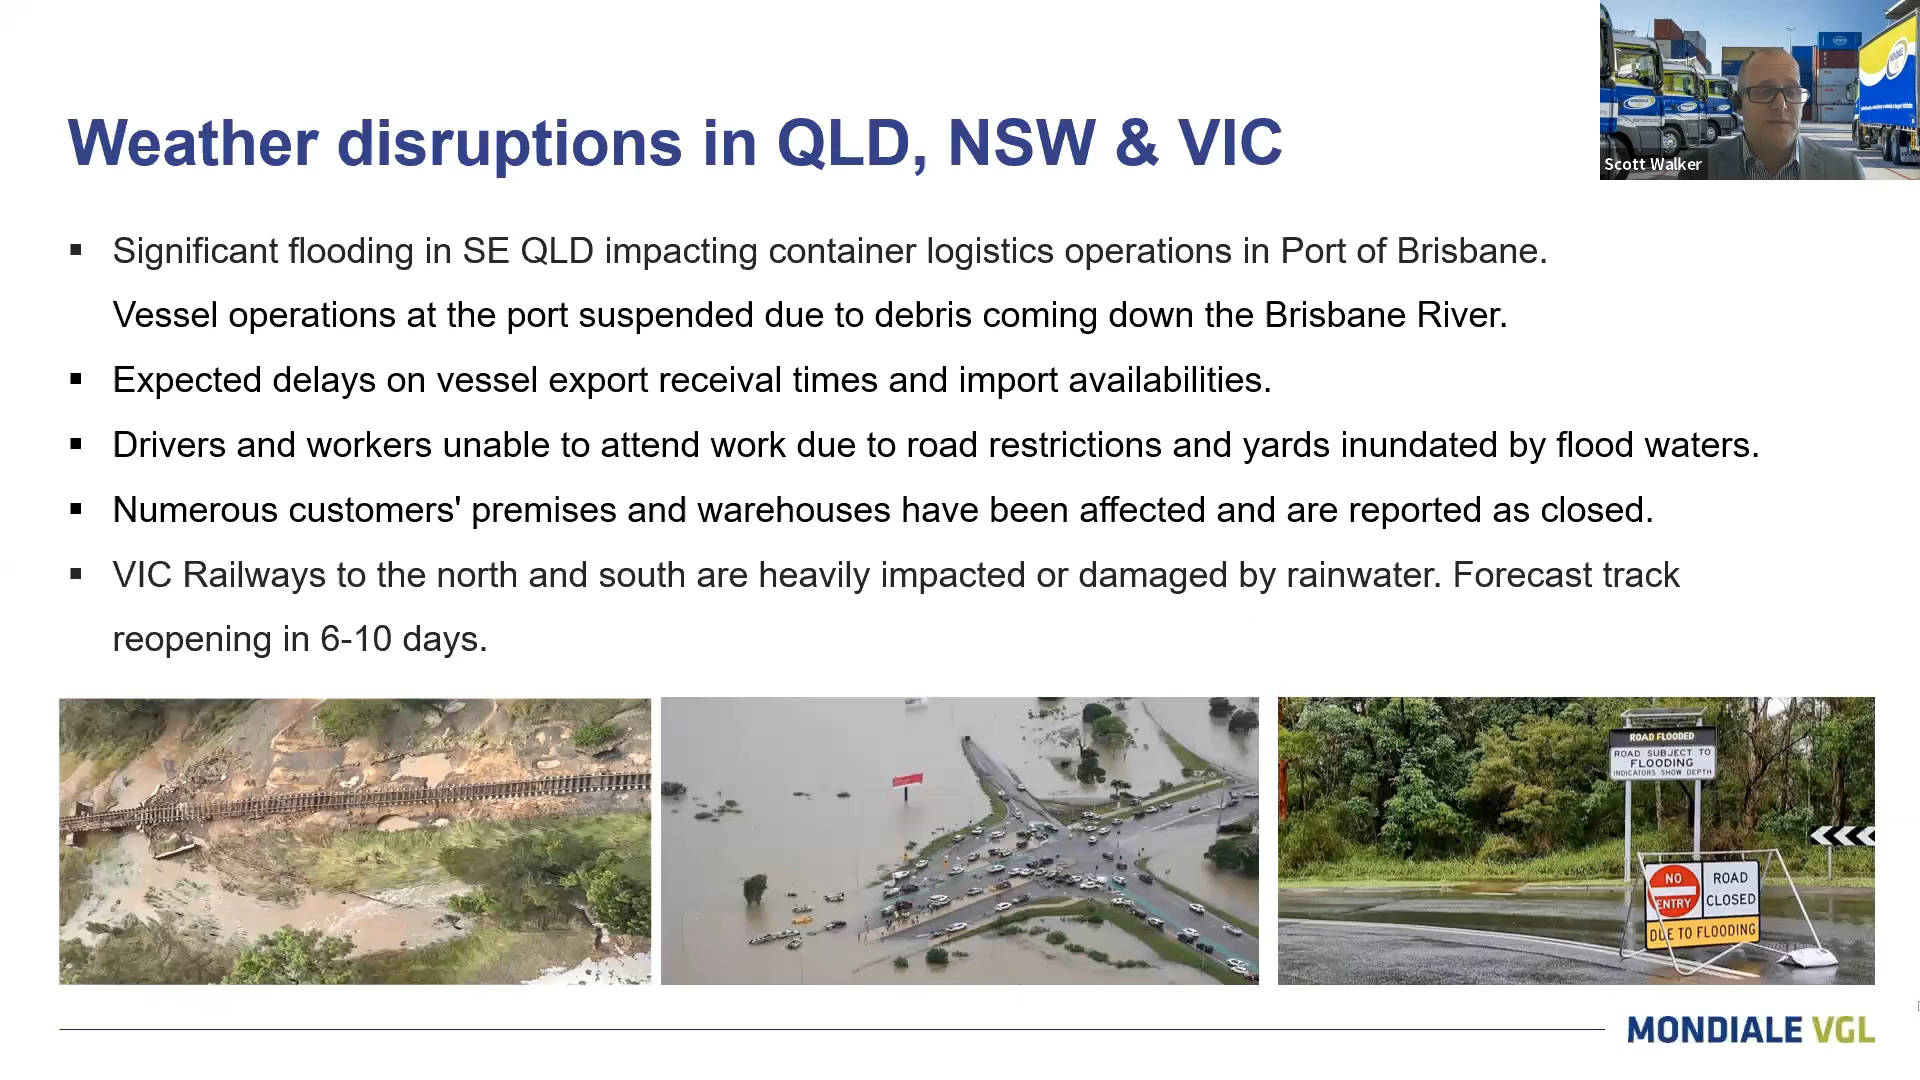 Weather disruptions in QLD, NSW & VIC
Scott Walker
▪ Significant flooding in SE QLD impacting container logistics operations in Port of Brisbane.
Vessel operations at the port suspended due to debris coming down the Brisbane River.
▪ Expected delays on vessel export receival times and import availabilities.
▪ Drivers and workers unable to attend work due to road restrictions and yards inundated by flood waters.
▪ Numerous customers' premises and warehouses have been affected and are reported as closed.
▪ VIC Railways to the north and south are heavily impacted or damaged by rainwater. Forecast track
reopening in 6-10 days.
ROAD FLOODED
ROAD SUBJECT TO
FLOODING
INDICATORS SHOW DEPTH
NO
ENTRY
ROAD
CLOSED
DUE TO FLOODING
MONDIALE VGL